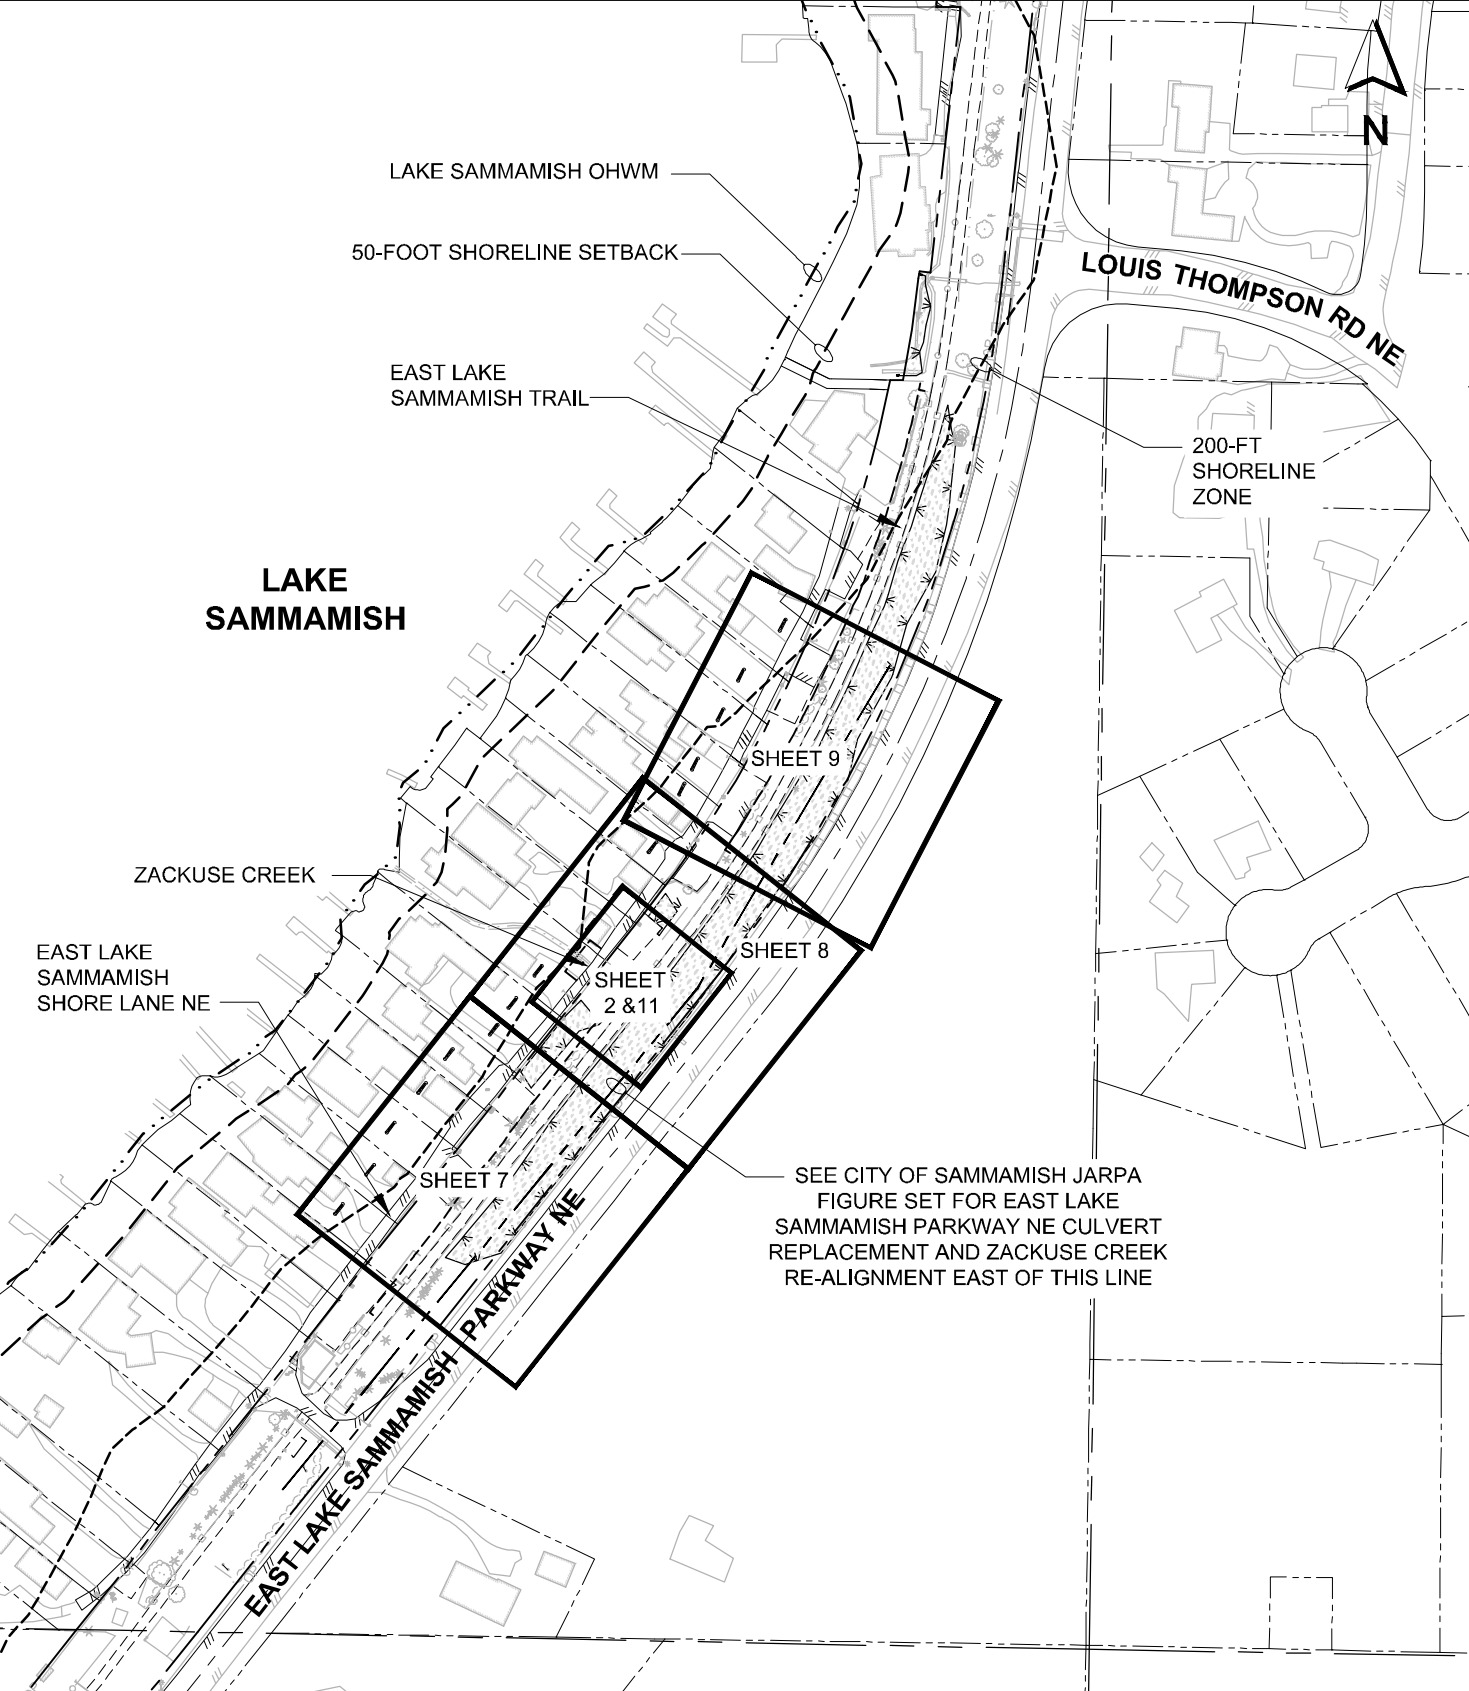 N
LAKE SAMMAMISH OHWM
50-FOOT SHORELINE SETBACK
LOUIS THOMPSON RD NE
EAST LAKE
SAMMAMISH TRAIL
200-FT
SHORELINE
ZONE
LAKE
SAMMAMISH
SHEET 9
ZACKUSE CREEK
SHEET 8
EAST LAKE
SAMMAMISH
SHORE LANE NE
SHEET
2 &11
SHEET 7
SEE CITY OF SAMMAMISH JARPA
FIGURE SET FOR EAST LAKE
SAMMAMISH PARKWAY NE CULVERT
REPLACEMENT AND ZACKUSE CREEK
RE-ALIGNMENT EAST OF THIS LINE
EAST LAKE SAMMAMISH PARKWAY NE